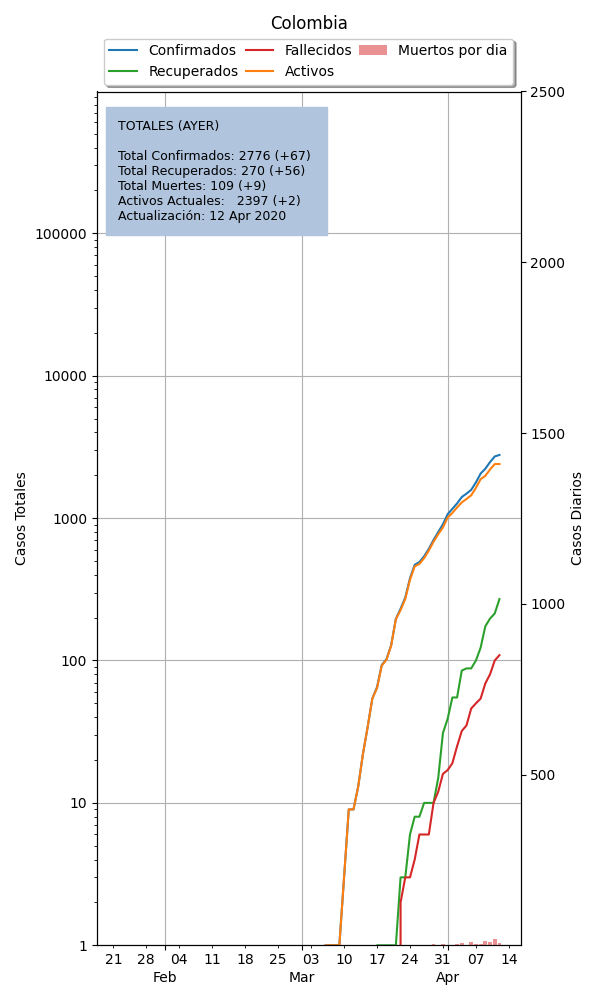 Colombia
Confirmados Fallecidos Muertos por dia
Recuperados Activos
TOTALES (AYER)
Total Confirmados: 2776 (+67)
Total Recuperados: 270 (+56)
Total Muertes: 109 (+9)
Activos Actuales: 2397 (+2)
Actualización: 12 Apr 2020
Casos Totales
100000
10000
1000
100
10
1
2500
2000
1500
1000
500
Casos Diarios
21 28 04 11 18 25 03 10 17 24 31 07 14
Feb Mar Apr